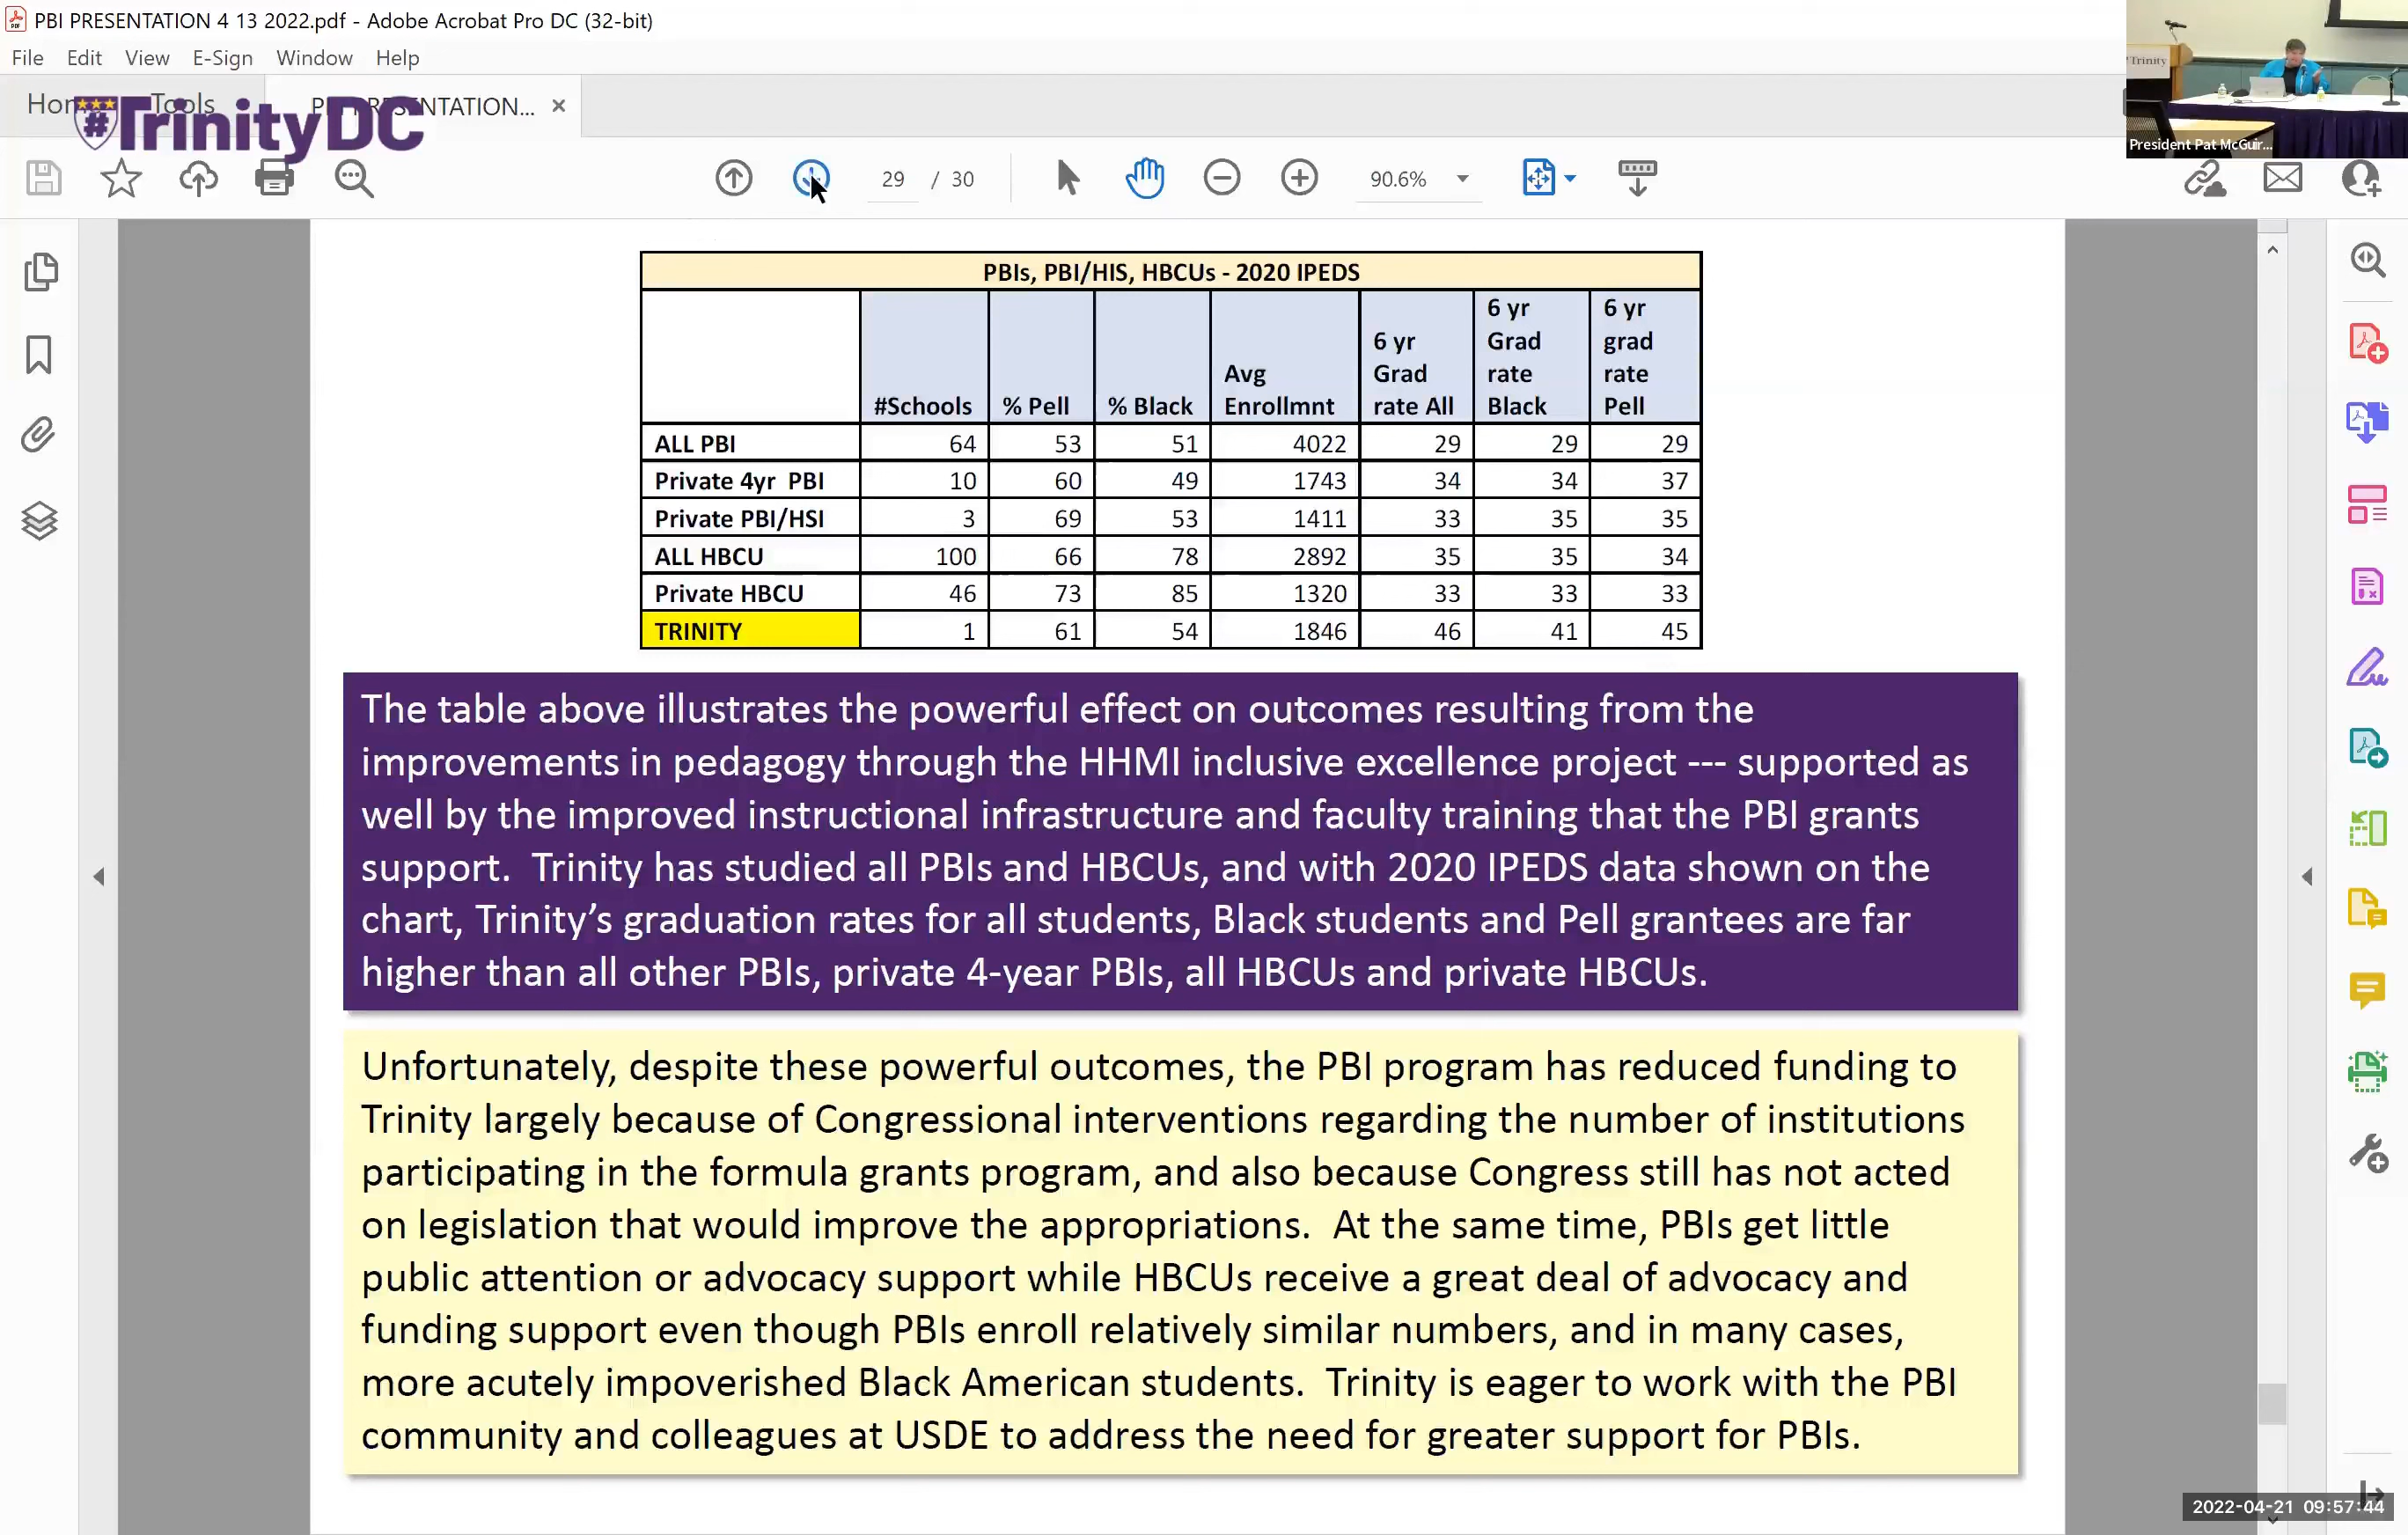 PBI PRESENTATION 4 13 2022.pdf - Adobe Acrobat Pro DC (32-bit)
File Edit View E-Sign Window Help
Trinity
Tools
#TrinityDC
President Pat McGuir...
29 / 30
90.6%
PBIs, PBI/HIS, HBCUs - 2020 IPEDS
#Schools % Pell % Black Avg Enrollmnt 6 yr Grad rate All 6 yr Grad rate Black 6 yr grad rate Pell
ALL PBI 64 53 51 4022 29 29 29
Private 4yr PBI 10 60 49 1743 34 34 37
Private PBI/HSI 3 69 53 1411 33 35 35
ALL HBCU 100 66 78 2892 35 35 34
Private HBCU 46 73 85 1320 33 33 33
TRINITY 1 61 54 1846 46 41 45
The table above illustrates the powerful effect on outcomes resulting from the
improvements in pedagogy through the HHMI inclusive excellence project --- supported as
well by the improved instructional infrastructure and faculty training that the PBI grants
support. Trinity has studied all PBIs and HBCUs, and with 2020 IPEDS data shown on the
chart, Trinity’s graduation rates for all students, Black students and Pell grantees are far
higher than all other PBIs, private 4-year PBIs, all HBCUs and private HBCUs.
Unfortunately, despite these powerful outcomes, the PBI program has reduced funding to
Trinity largely because of Congressional interventions regarding the number of institutions
participating in the formula grants program, and also because Congress still has not acted
on legislation that would improve the appropriations. At the same time, PBIs get little
public attention or advocacy support while HBCUs receive a great deal of advocacy and
funding support even though PBIs enroll relatively similar numbers, and in many cases,
more acutely impoverished Black American students. Trinity is eager to work with the PBI
community and colleagues at USDE to address the need for greater support for PBIs.
2022-04-21 09:57:44